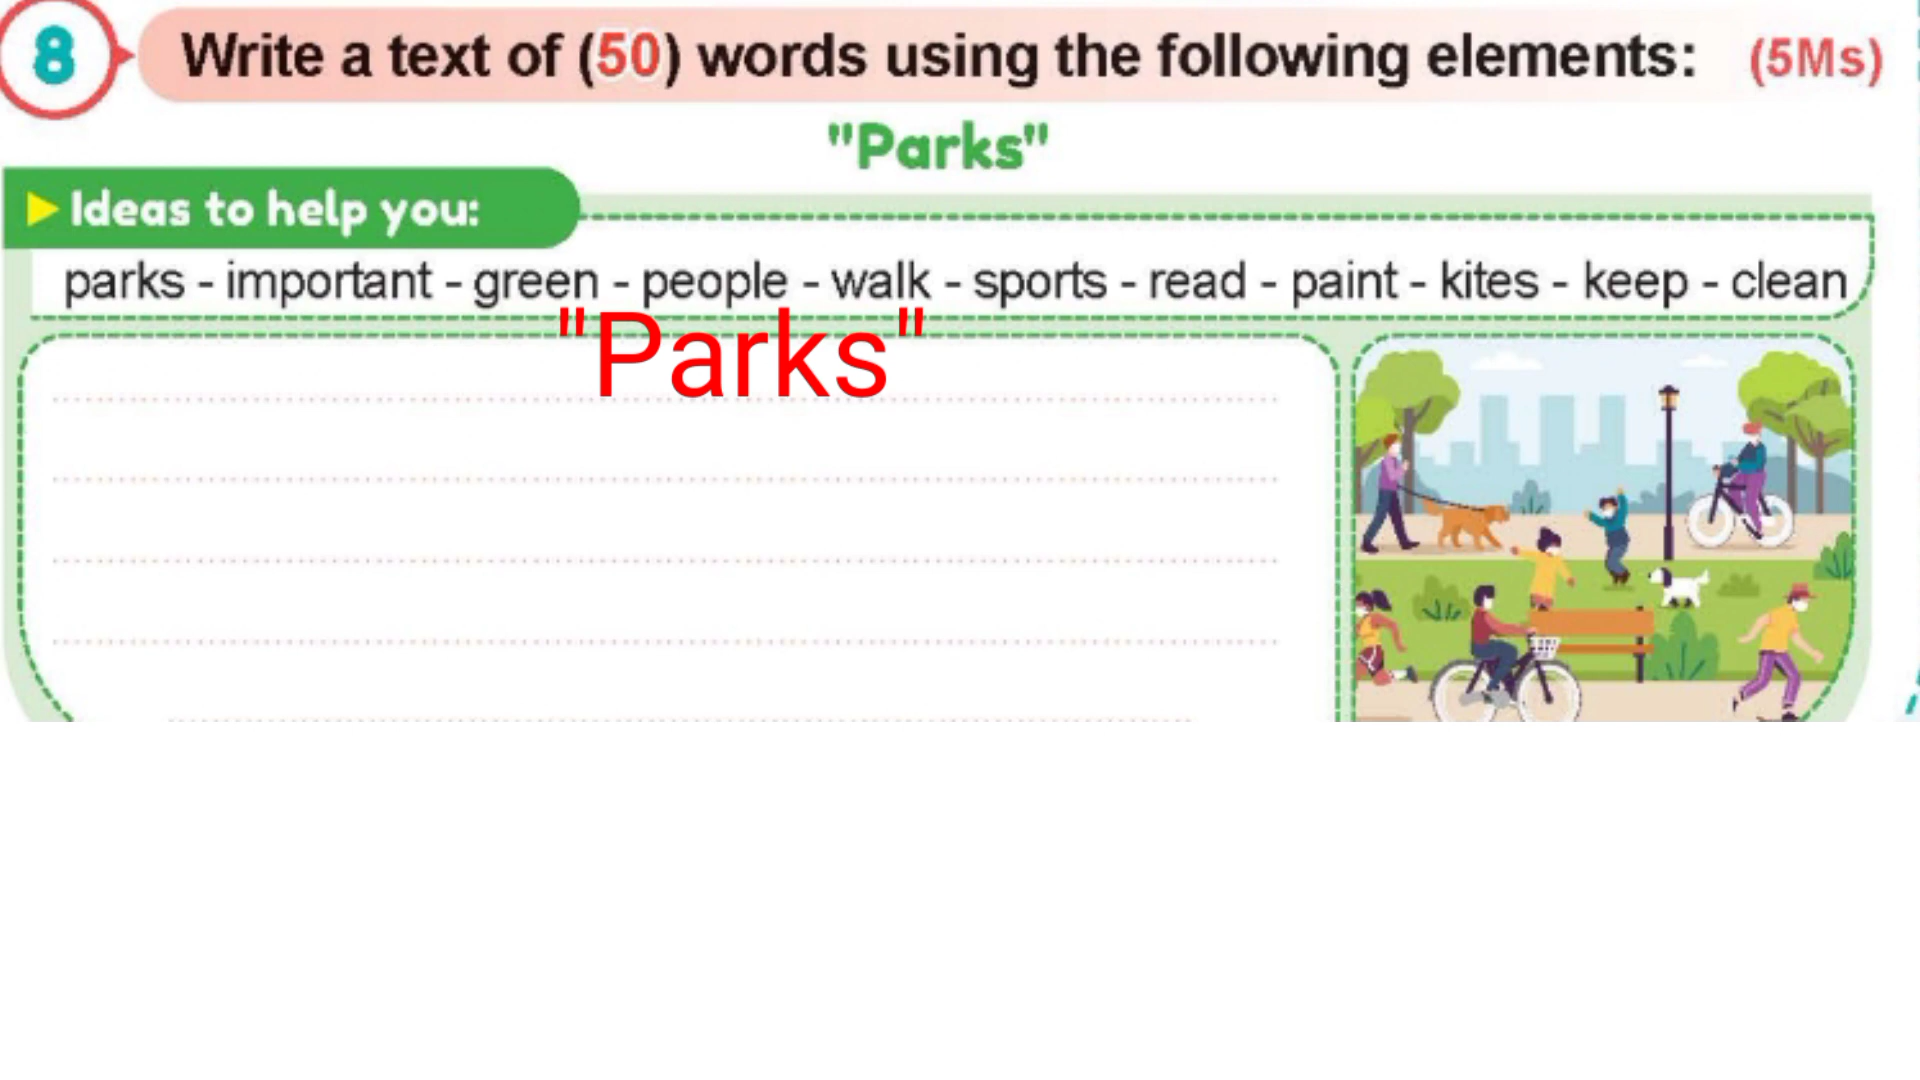 8 Write a text of (50) words using the following elements: (5Ms)
"Parks"
Ideas to help you:
parks - important - green - people - walk - sports - read - paint - kites - keep - clean
"Parks"